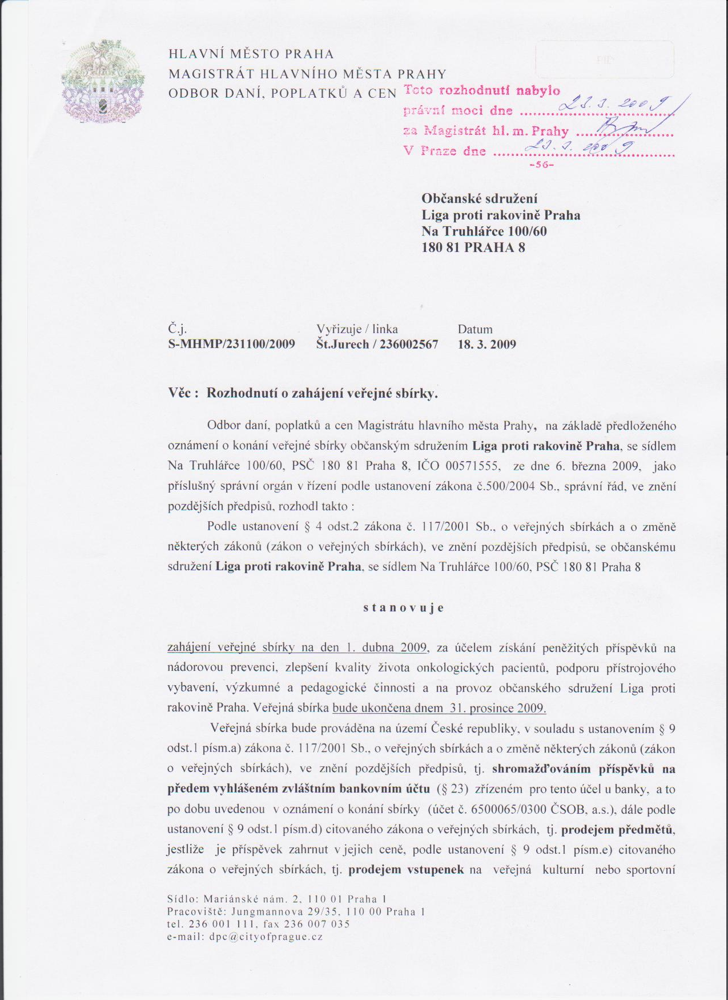 HLAVNÍ MĚSTO PRAHA
MAGISTRÁT HLAVNÍHO MĚSTA PRAHY
ODBOR DANÍ, POPLATKŮ A CEN
Toto rozhodnutí nabylo
právní moci dne 23. 3. 2009
za Magistrát hl. m. Prahy
V Praze dne 23. 3. 2009
-56-
Občanské sdružení
Liga proti rakovině Praha
Na Truhlářce 100/60
180 81 PRAHA 8
Č.j. Vyřizuje / linka Datum
S-MHMP/231100/2009 Št.Jurech / 236002567 18. 3. 2009
Věc : Rozhodnutí o zahájení veřejné sbírky.
Odbor daní, poplatků a cen Magistrátu hlavního města Prahy, na základě předloženého
oznámení o konání veřejné sbírky občanským sdružením Liga proti rakovině Praha, se sídlem
Na Truhlářce 100/60, PSČ 180 81 Praha 8, IČO 00571555, ze dne 6. března 2009, jako
příslušný správní orgán v řízení podle ustanovení zákona č.500/2004 Sb., správní řád, ve znění
pozdějších předpisů, rozhodl takto :
Podle ustanovení § 4 odst.2 zákona č. 117/2001 Sb., o veřejných sbírkách a o změně
některých zákonů (zákon o veřejných sbírkách), ve znění pozdějších předpisů, se občanskému
sdružení Liga proti rakovině Praha, se sídlem Na Truhlářce 100/60, PSČ 180 81 Praha 8
s t a n o v u j e
zahájení veřejné sbírky na den 1. dubna 2009, za účelem získání peněžitých příspěvků na
nádorovou prevenci, zlepšení kvality života onkologických pacientů, podporu přístrojového
vybavení, výzkumné a pedagogické činnosti a na provoz občanského sdružení Liga proti
rakovině Praha. Veřejná sbírka bude ukončena dnem 31. prosince 2009.
Veřejná sbírka bude prováděna na území České republiky, v souladu s ustanovením § 9
odst.1 písm.a) zákona č. 117/2001 Sb., o veřejných sbírkách a o změně některých zákonů (zákon
o veřejných sbírkách), ve znění pozdějších předpisů, tj. shromažďováním příspěvků na
předem vyhlášeném zvláštním bankovním účtu (§ 23) zřízeném pro tento účel u banky, a to
po dobu uvedenou v oznámení o konání sbírky (účet č. 6500065/0300 ČSOB, a.s.), dále podle
ustanovení § 9 odst.1 písm.d) citovaného zákona o veřejných sbírkách, tj. prodejem předmětů,
jestliže je příspěvek zahrnut v jejich ceně, podle ustanovení § 9 odst.1 písm.e) citovaného
zákona o veřejných sbírkách, tj. prodejem vstupenek na veřejná kulturní nebo sportovní
Sídlo: Mariánské nám. 2, 110 01 Praha 1
Pracoviště: Jungmannova 29/35, 110 00 Praha 1
tel. 236 001 111, fax 236 007 035
e-mail: dpc@cityofprague.cz